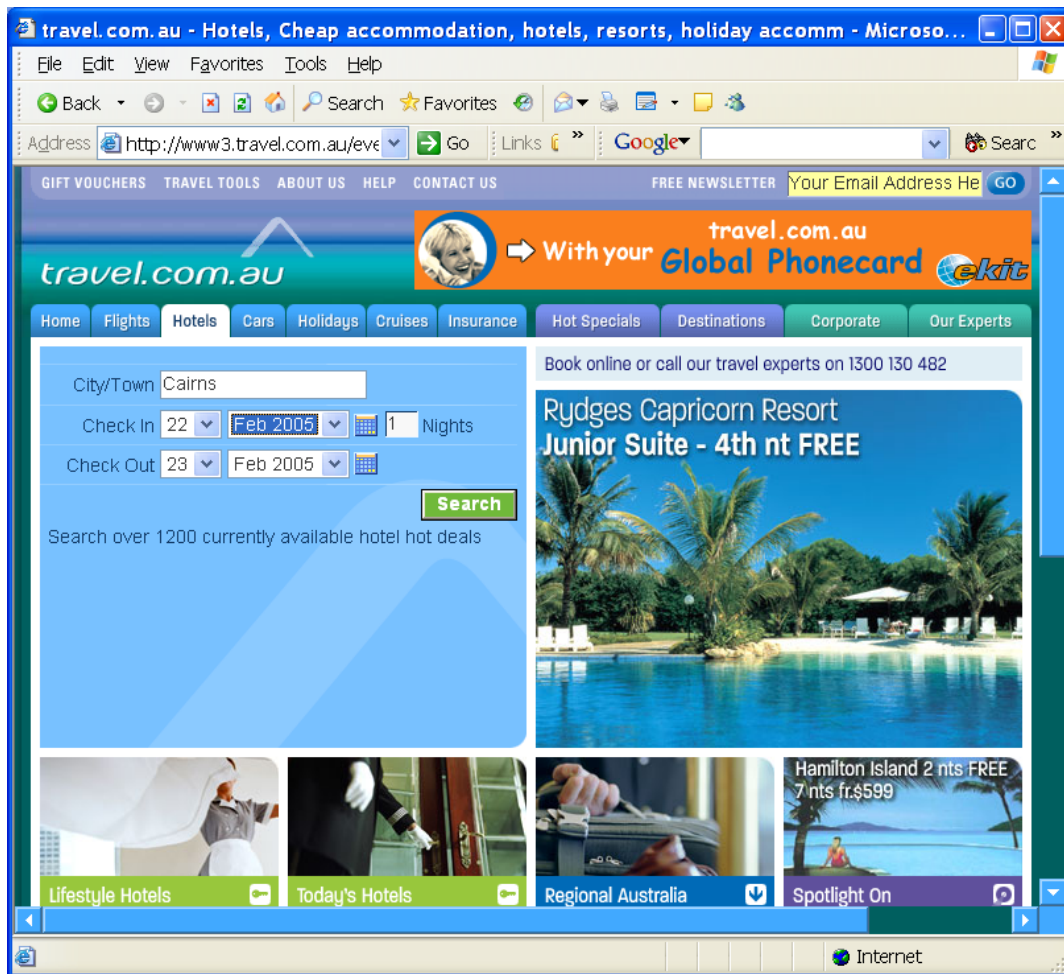 travel.com.au - Hotels, Cheap accommodation, hotels, resorts, holiday accomm - Microso...
File Edit View Favorites Tools Help
Back Search Favorites
Address http://www3.travel.com.au/eve Go Links » Google Searc »
GIFT VOUCHERS TRAVEL TOOLS ABOUT US HELP CONTACT US FREE NEWSLETTER Your Email Address He GO
travel.com.au
With your Global Phonecard ekit
travel.com.au
Home Flights Hotels Cars Holidays Cruises Insurance Hot Specials Destinations Corporate Our Experts
City/Town Cairns
Check In 22 Feb 2005 1 Nights
Check Out 23 Feb 2005
Search
Search over 1200 currently available hotel hot deals
Book online or call our travel experts on 1300 130 482
Rydges Capricorn Resort
Junior Suite - 4th nt FREE
Hamilton Island 2 nts FREE
7 nts fr.$599
Lifestyle Hotels Today's Hotels Regional Australia Spotlight On
Internet